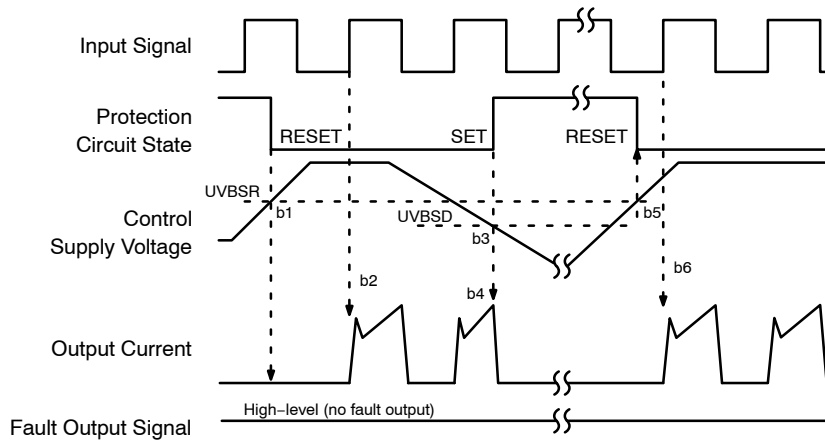 Input Signal
Protection
Circuit State
RESET
SET
RESET
UVBSR
b1
UVBSD
b3
b5
Control
Supply Voltage
b2
b4
b6
Output Current
High−level (no fault output)
Fault Output Signal